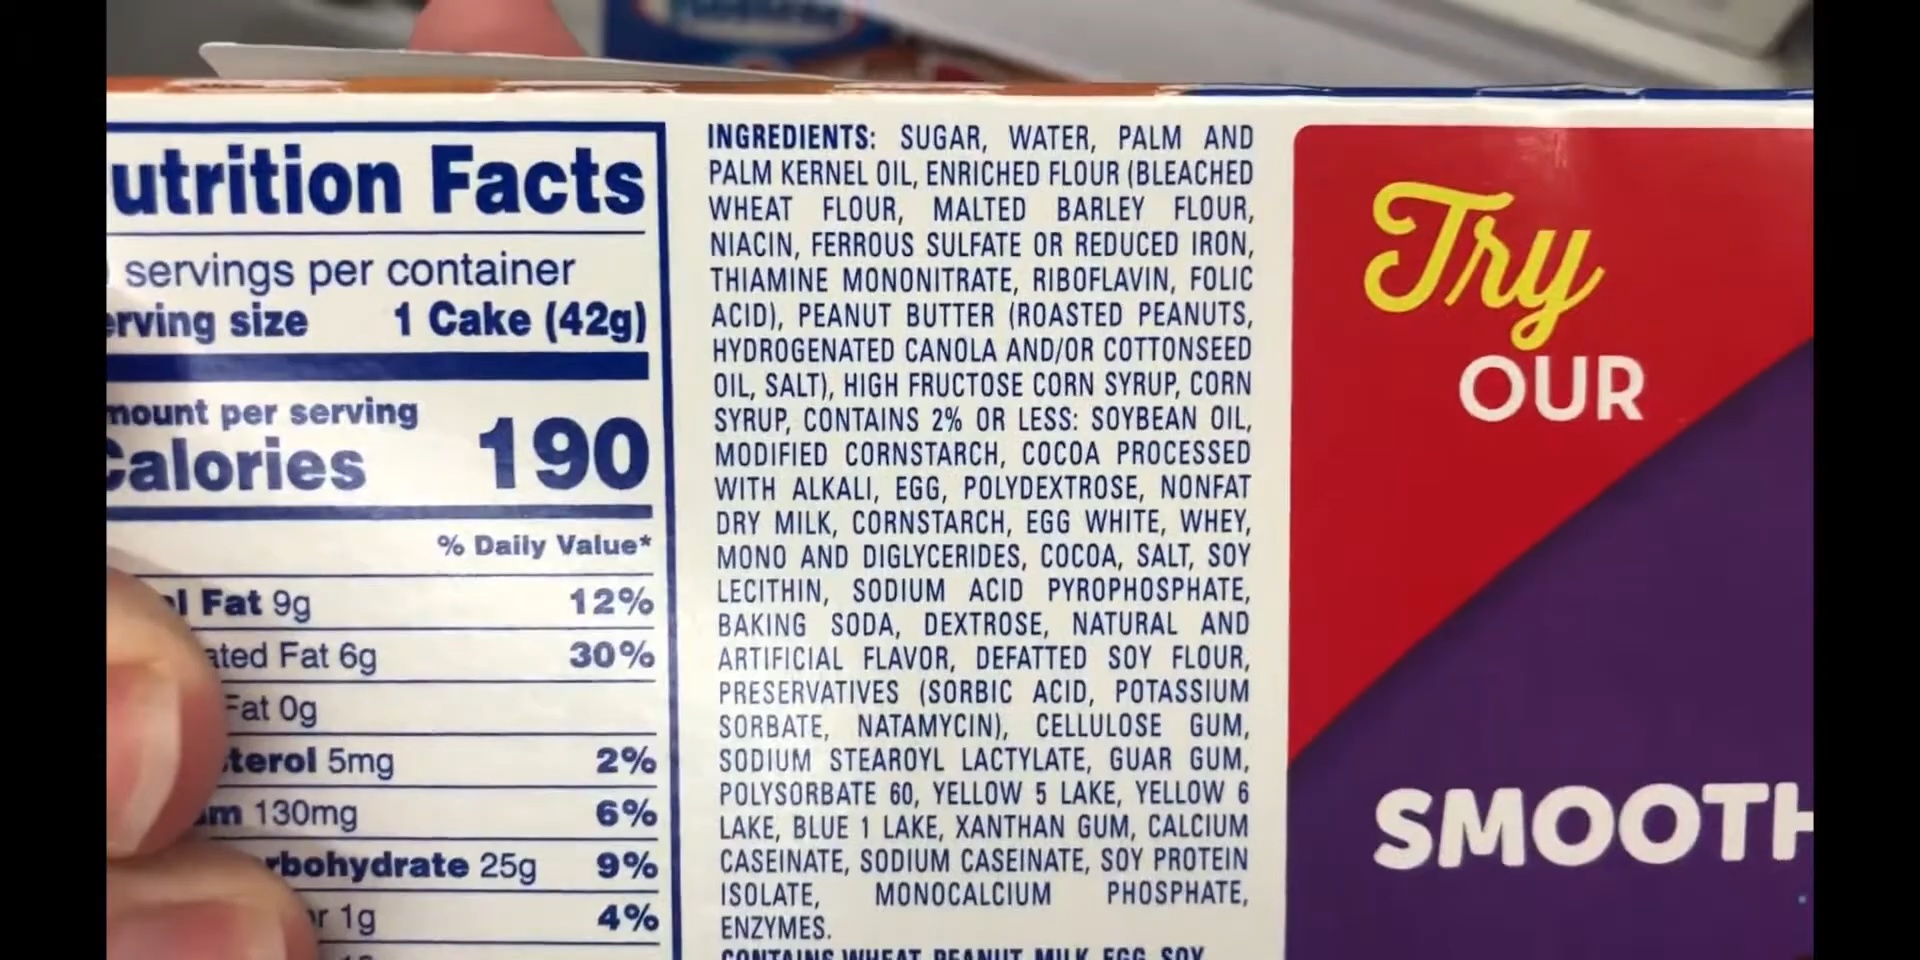 utrition Facts
servings per container
erving size 1 Cake (42g)
mount per serving
Calories 190
% Daily Value*
l Fat 9g 12%
ated Fat 6g 30%
Fat 0g
sterol 5mg 2%
um 130mg 6%
rbohydrate 25g 9%
r 1g 4%
INGREDIENTS: SUGAR, WATER, PALM AND
PALM KERNEL OIL, ENRICHED FLOUR (BLEACHED
WHEAT FLOUR, MALTED BARLEY FLOUR,
NIACIN, FERROUS SULFATE OR REDUCED IRON,
THIAMINE MONONITRATE, RIBOFLAVIN, FOLIC
ACID), PEANUT BUTTER (ROASTED PEANUTS,
HYDROGENATED CANOLA AND/OR COTTONSEED
OIL, SALT), HIGH FRUCTOSE CORN SYRUP, CORN
SYRUP, CONTAINS 2% OR LESS: SOYBEAN OIL,
MODIFIED CORNSTARCH, COCOA PROCESSED
WITH ALKALI, EGG, POLYDEXTROSE, NONFAT
DRY MILK, CORNSTARCH, EGG WHITE, WHEY,
MONO AND DIGLYCERIDES, COCOA, SALT, SOY
LECITHIN, SODIUM ACID PYROPHOSPHATE,
BAKING SODA, DEXTROSE, NATURAL AND
ARTIFICIAL FLAVOR, DEFATTED SOY FLOUR,
PRESERVATIVES (SORBIC ACID, POTASSIUM
SORBATE, NATAMYCIN), CELLULOSE GUM,
SODIUM STEAROYL LACTYLATE, GUAR GUM,
POLYSORBATE 60, YELLOW 5 LAKE, YELLOW 6
LAKE, BLUE 1 LAKE, XANTHAN GUM, CALCIUM
CASEINATE, SODIUM CASEINATE, SOY PROTEIN
ISOLATE, MONOCALCIUM PHOSPHATE,
ENZYMES.
CONTAINS WHEAT, PEANUT, MILK, EGG, SOY
Try
OUR
SMOOTH